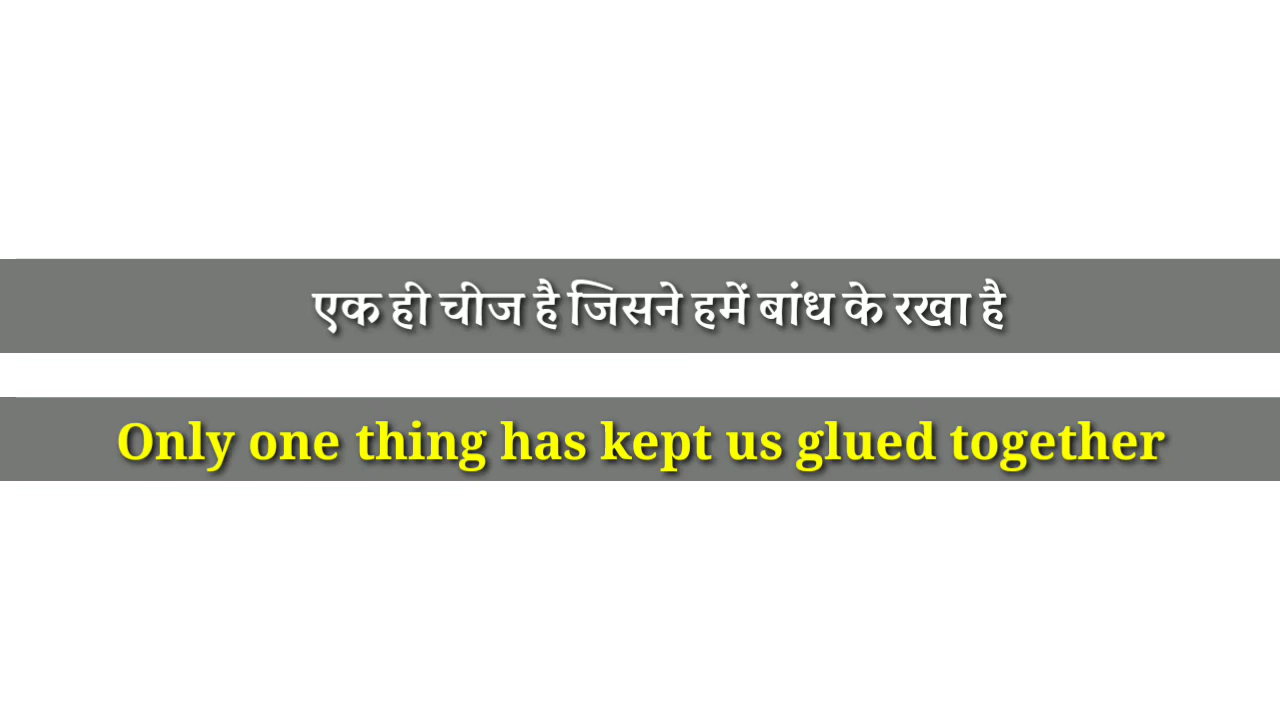 एक ही चीज है जिसने हमें बांध के रखा है
Only one thing has kept us glued together